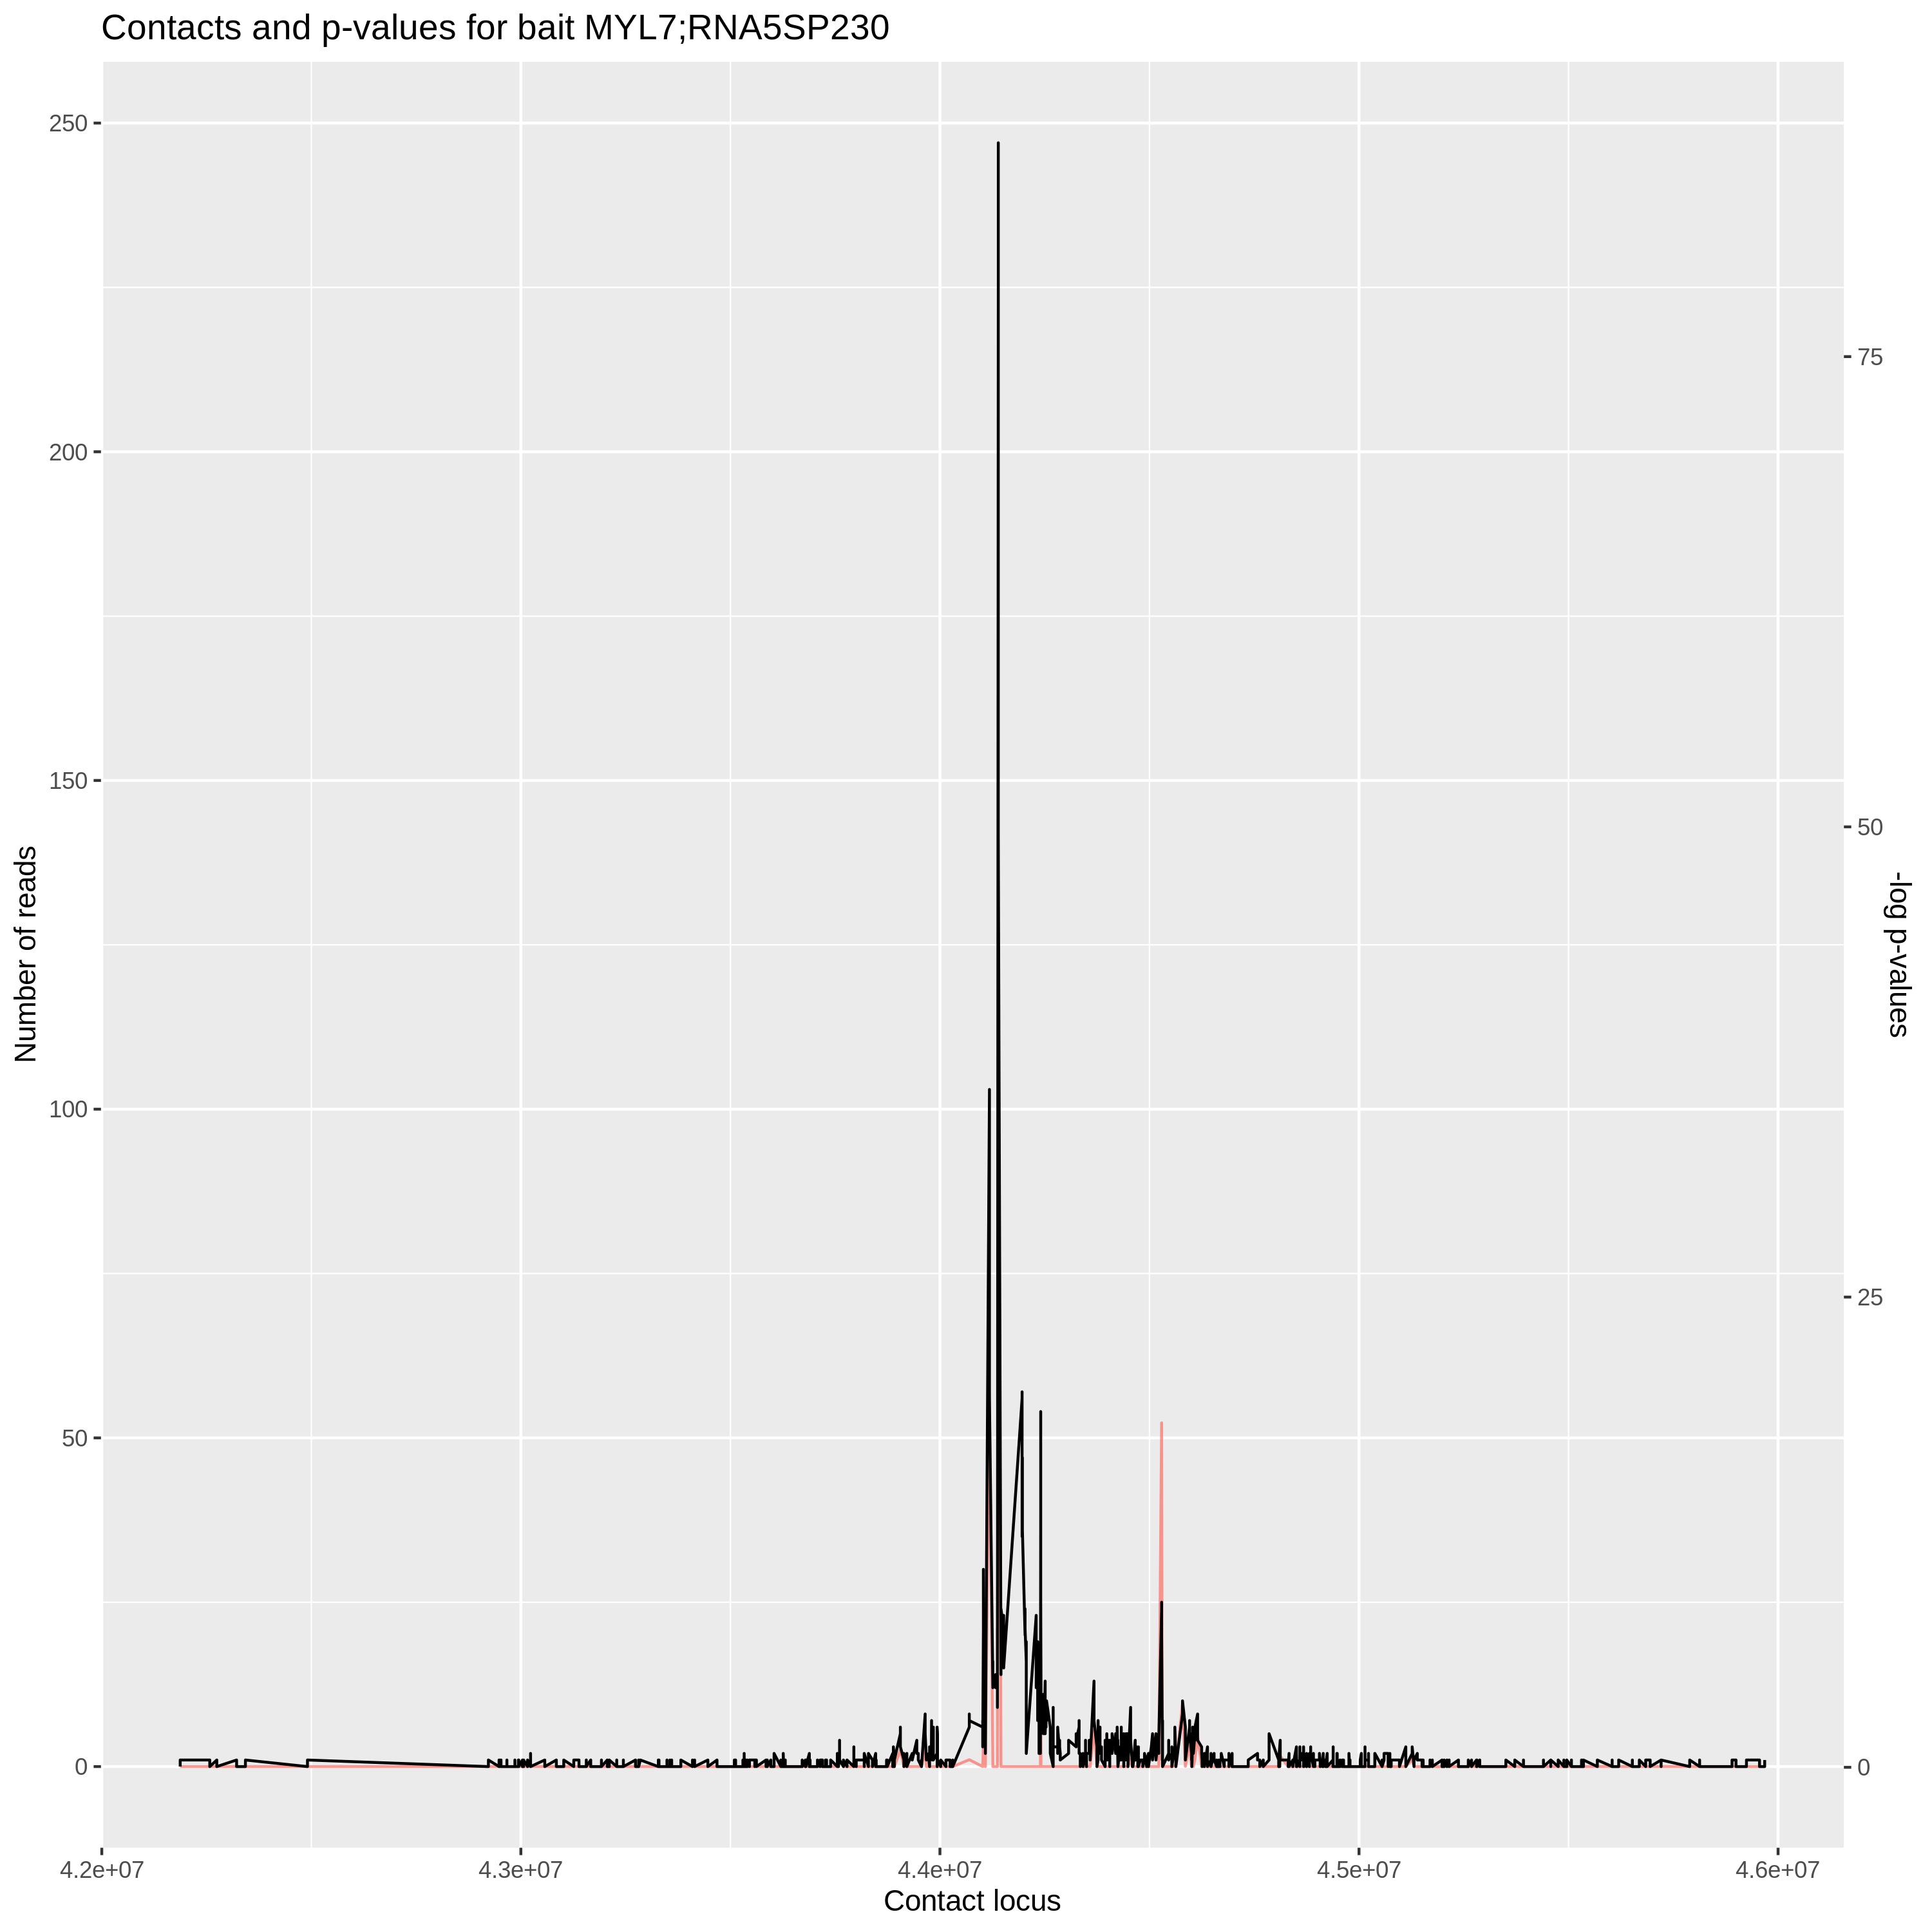 Contacts and p-values for bait MYL7;RNA5SP230
250
200
150
100
50
0
Number of reads
75
50
25
0
-log p-values
4.2e+07
4.3e+07
4.4e+07
4.5e+07
4.6e+07
Contact locus